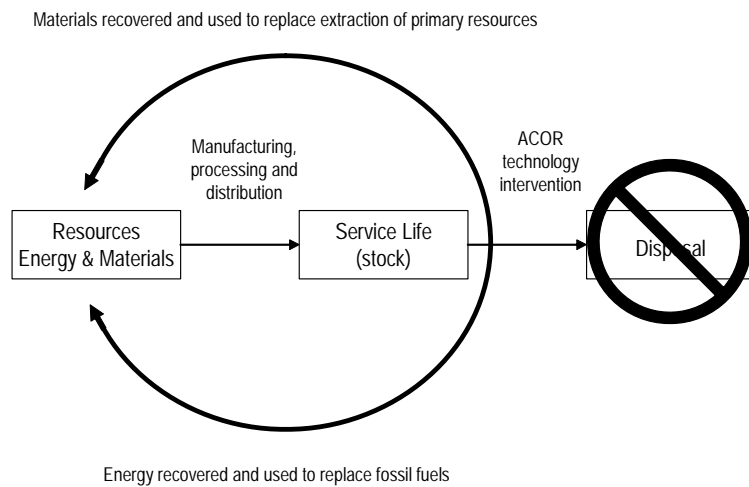 Materials recovered and used to replace extraction of primary resources
Manufacturing,
processing and
distribution
ACOR
technology
intervention
Resources
Energy & Materials
Service Life
(stock)
Disposal
Energy recovered and used to replace fossil fuels